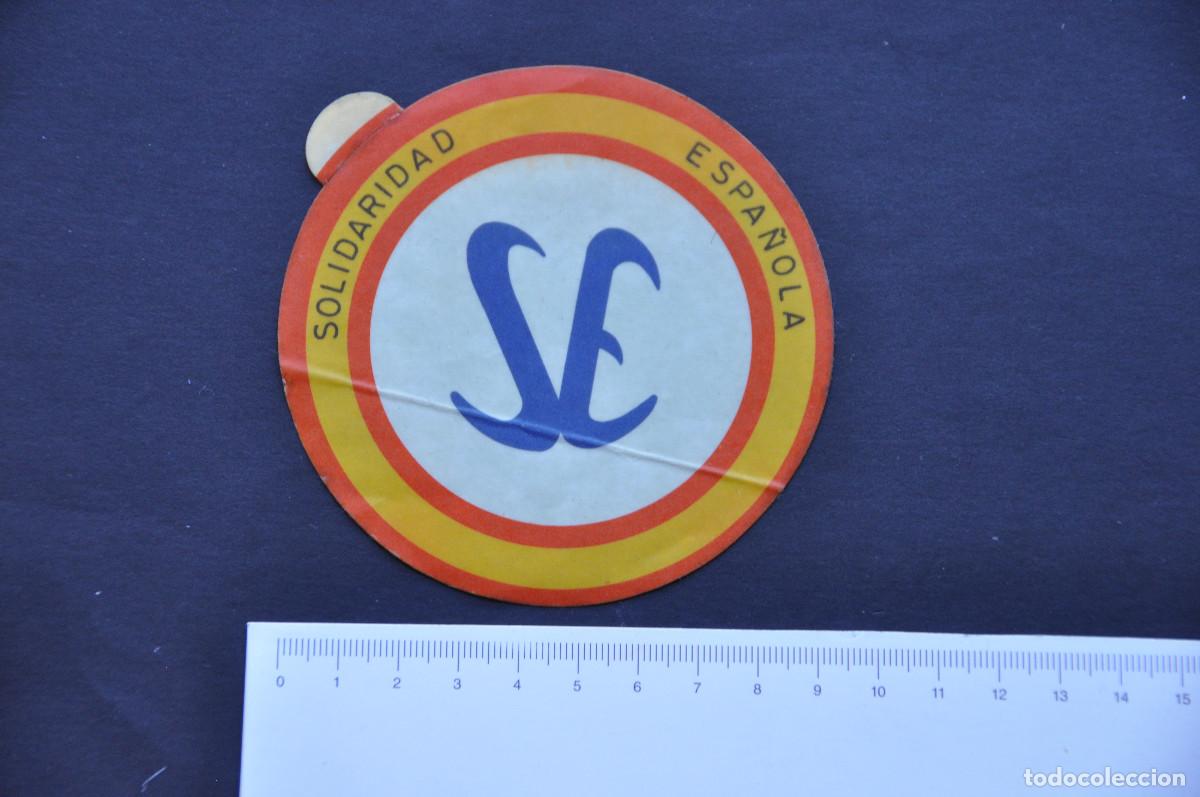 SOLIDARIDAD ESPAÑOLA
SE
0 1 2 3 4 5 6 7 8 9 10 11 12 13 14 15
todocoleccion